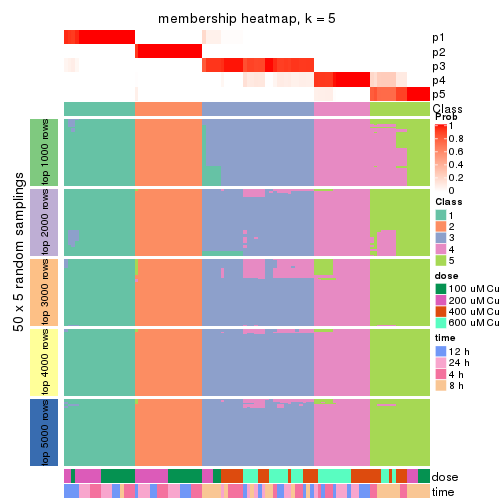 membership heatmap, k = 5
p1
p2
p3
p4
p5
Class
Prob
1
0.8
0.6
0.4
0.2
0
Class
1
2
3
4
5
dose
100 uM Cu
200 uM Cu
400 uM Cu
600 uM Cu
time
12 h
24 h
4 h
8 h
50 x 5 random samplings
top 1000 rows
top 2000 rows
top 3000 rows
top 4000 rows
top 5000 rows
dose
time